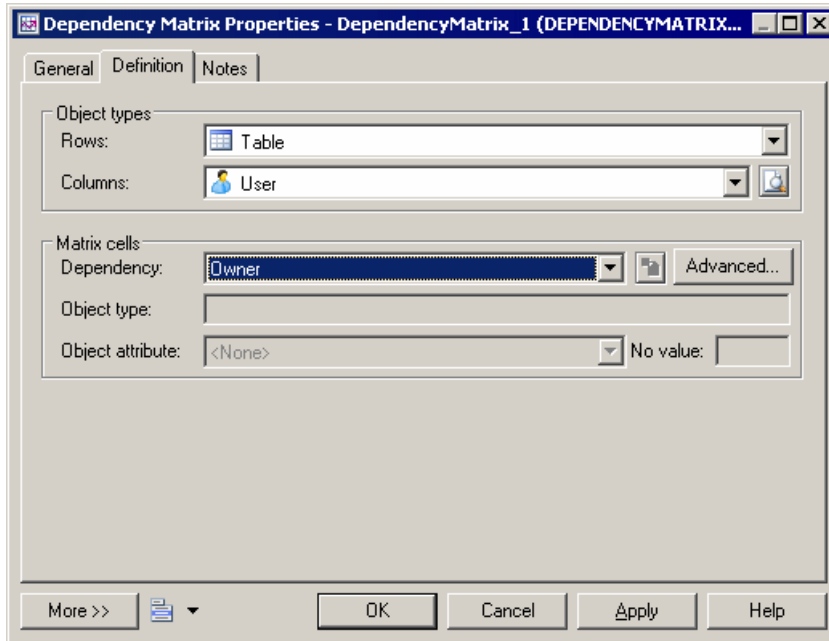 Dependency Matrix Properties - DependencyMatrix_1 (DEPENDENCYMATRIX...
General Definition Notes
Object types
Rows: Table
Columns: User
Matrix cells
Dependency: Owner Advanced...
Object type:
Object attribute: <None> No value:
More >> OK Cancel Apply Help